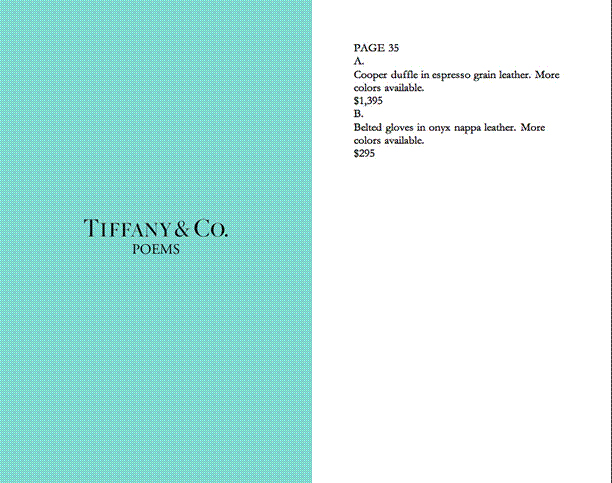 TIFFANY & CO.
POEMS
PAGE 35
A.
Cooper duffle in espresso grain leather. More
colors available.
$1,395
B.
Belted gloves in onyx nappa leather. More
colors available.
$295